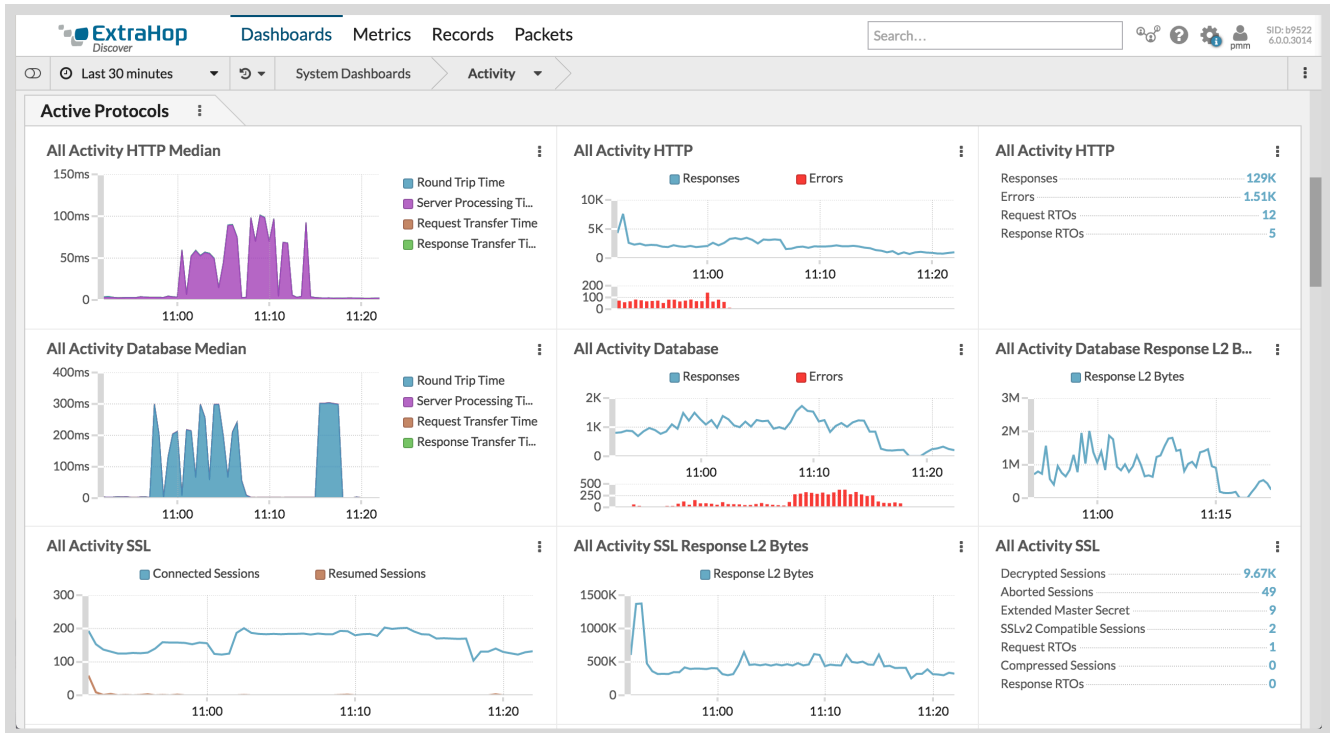 ExtraHop
Discover
Dashboards Metrics Records Packets
Search...
pmm
SID: b9522
6.0.0.3014
Last 30 minutes
System Dashboards
Activity
Active Protocols
All Activity HTTP Median
150ms
100ms
50ms
0
11:00 11:10 11:20
Round Trip Time
Server Processing Ti...
Request Transfer Time
Response Transfer Ti...
All Activity HTTP
Responses Errors
10K
5K
0
11:00 11:10 11:20
200
100
0
All Activity HTTP
Responses 129K
Errors 1.51K
Request RTOs 12
Response RTOs 5
All Activity Database Median
400ms
300ms
200ms
100ms
0
11:00 11:10 11:20
Round Trip Time
Server Processing Ti...
Request Transfer Time
Response Transfer Ti...
All Activity Database
Responses Errors
2K
1K
0
11:00 11:10 11:20
500
250
0
All Activity Database Response L2 B...
Response L2 Bytes
3M
2M
1M
0
11:00 11:15
All Activity SSL
Connected Sessions Resumed Sessions
300
200
100
0
11:00 11:10 11:20
All Activity SSL Response L2 Bytes
Response L2 Bytes
1500K
1000K
500K
0
11:00 11:10 11:20
All Activity SSL
Decrypted Sessions 9.67K
Aborted Sessions 49
Extended Master Secret 9
SSLv2 Compatible Sessions 2
Request RTOs 1
Compressed Sessions 0
Response RTOs 0